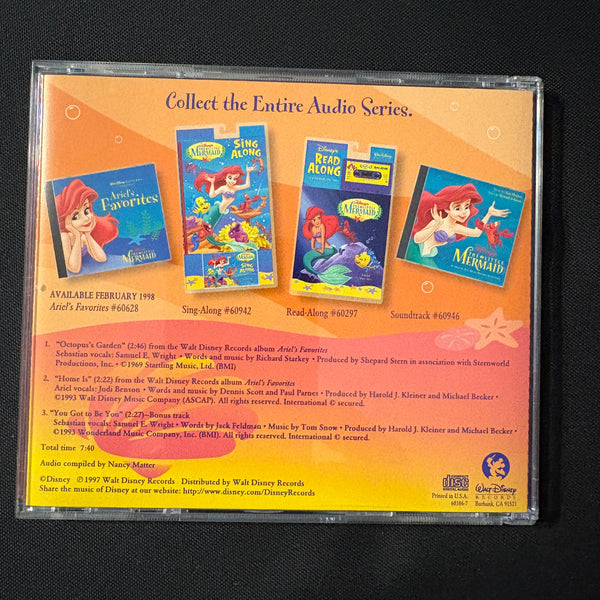 Collect the Entire Audio Series.
Ariel's
Favorites
THE LITTLE
MERMAID
Disney's
MERMAID
SING
ALONG
SING
ALONG
Disney's
READ
ALONG
MERMAID
THE LITTLE
MERMAID
AVAILABLE FEBRUARY 1998
Ariel's Favorites #60628
Sing-Along #60942
Read-Along #60297
Soundtrack #60946
1. "Octopus's Garden" (2:46) from the Walt Disney Records album Ariel's Favorites
Sebastian vocals: Samuel E. Wright • Words and music by Richard Starkey • Produced by Shepard Stern in association with Sternworld
Productions, Inc. • ©1969 Startling Music, Ltd. (BMI)
2. "Home Is" (2:22) from the Walt Disney Records album Ariel's Favorites
Ariel vocals: Jodi Benson • Words and music by Dennis Scott and Paul Parnes • Produced by Harold J. Kleiner and Michael Becker •
©1993 Walt Disney Music (ASCAP). All rights reserved. International © secured.
3. "You Got to Be You" (2:27)–Bonus track
Sebastian vocals: Samuel E. Wright • Words by Jack Feldman • Music by Tom Snow • Produced by Harold J. Kleiner and Michael Becker •
©1993 Wonderland Music Company, Inc. (BMI). All rights reserved. International © secured.
Total time 7:40
Audio compiled by Nancy Matter
©Disney ℗1997 Walt Disney Records Distributed by Walt Disney Records
Share the music of Disney at our website: http://www.disney.com/DisneyRecords
COMPACT
disc
DIGITAL AUDIO
Printed in U.S.A.
60386-7
WALT DISNEY
RECORDS
Burbank, CA 91521